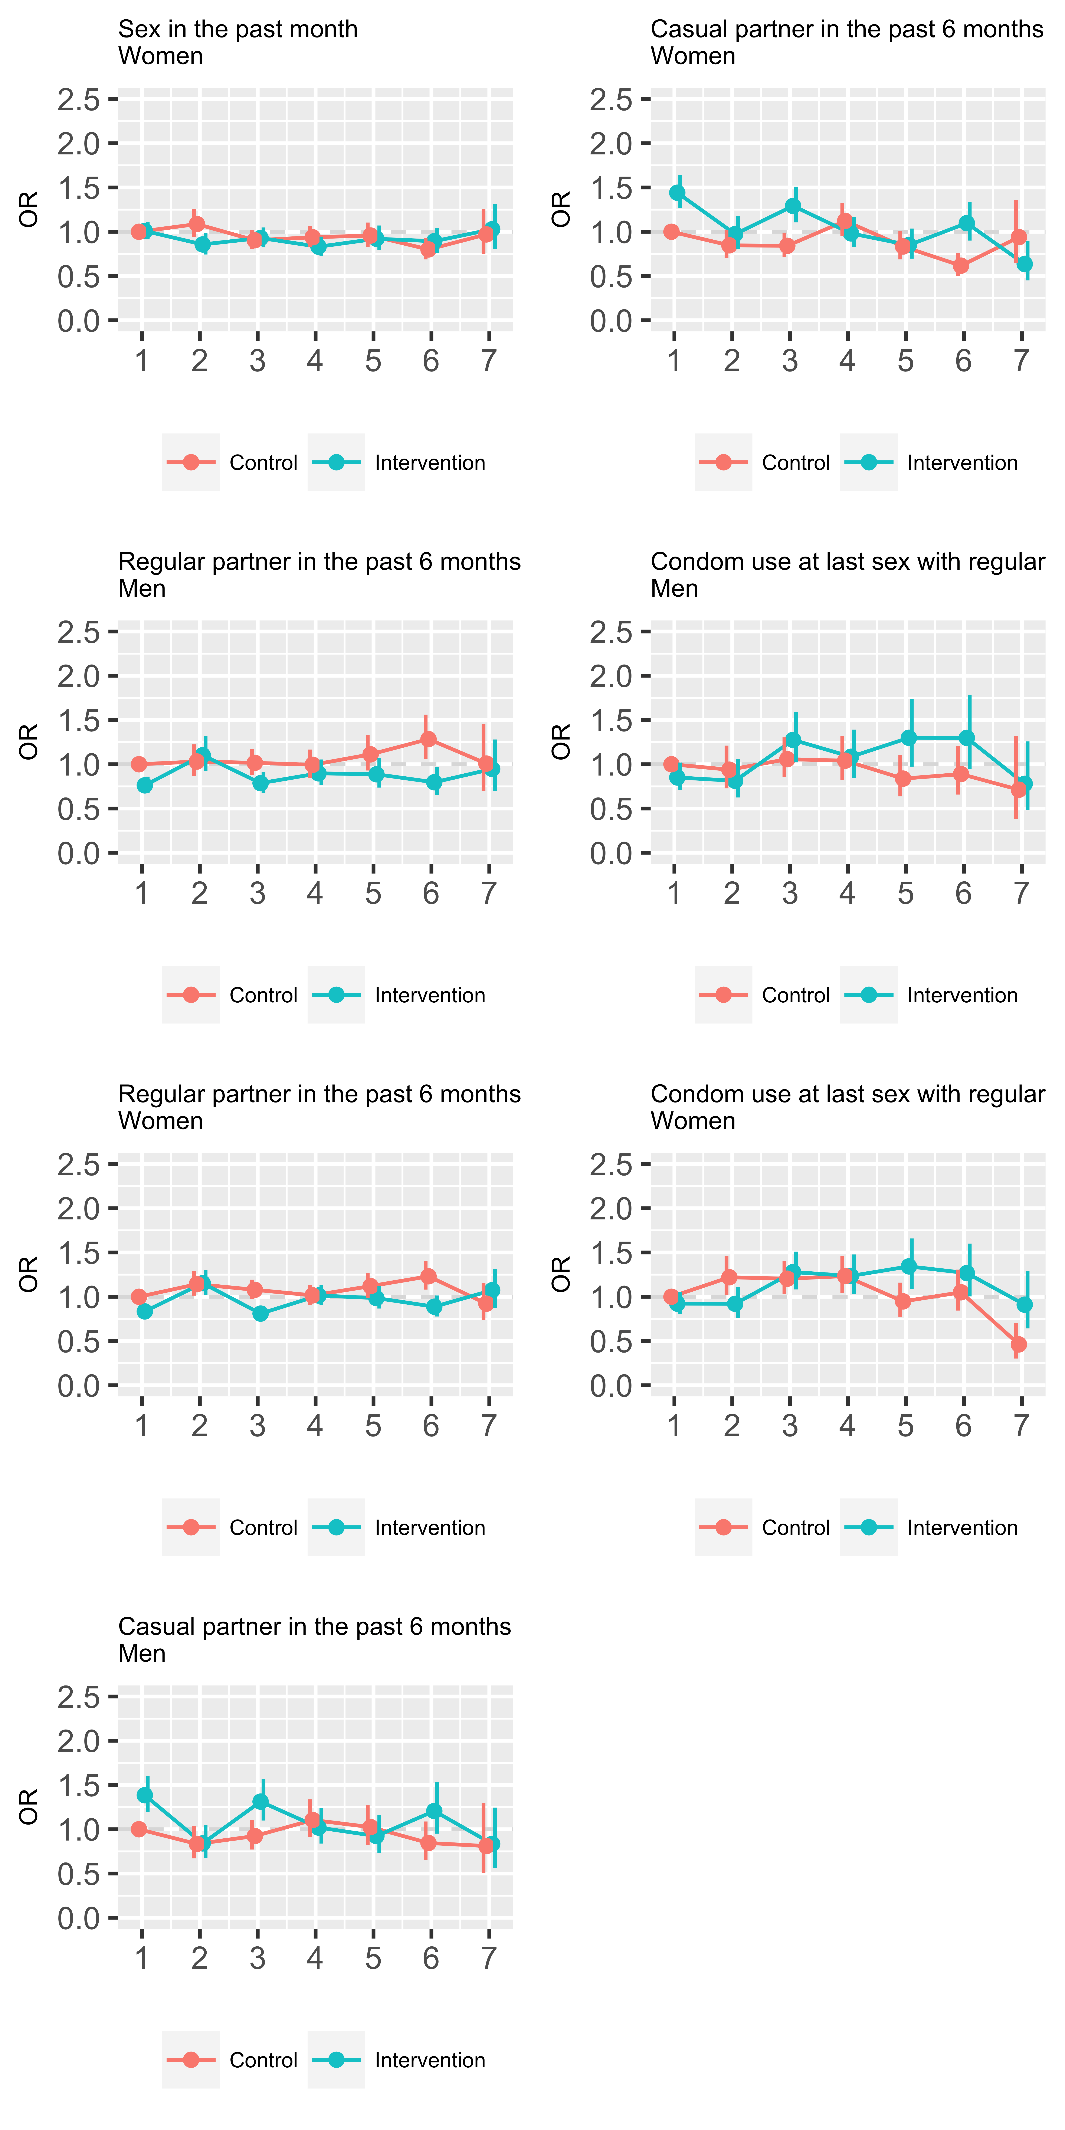 Sex in the past month
Women
2.5
2.0
1.5
1.0
0.5
0.0
OR
1 2 3 4 5 6 7
Control Intervention
Casual partner in the past 6 months
Women
2.5
2.0
1.5
1.0
0.5
0.0
OR
1 2 3 4 5 6 7
Control Intervention
Regular partner in the past 6 months
Men
2.5
2.0
1.5
1.0
0.5
0.0
OR
1 2 3 4 5 6 7
Control Intervention
Condom use at last sex with regular
Men
2.5
2.0
1.5
1.0
0.5
0.0
OR
1 2 3 4 5 6 7
Control Intervention
Regular partner in the past 6 months
Women
2.5
2.0
1.5
1.0
0.5
0.0
OR
1 2 3 4 5 6 7
Control Intervention
Condom use at last sex with regular
Women
2.5
2.0
1.5
1.0
0.5
0.0
OR
1 2 3 4 5 6 7
Control Intervention
Casual partner in the past 6 months
Men
2.5
2.0
1.5
1.0
0.5
0.0
OR
1 2 3 4 5 6 7
Control Intervention